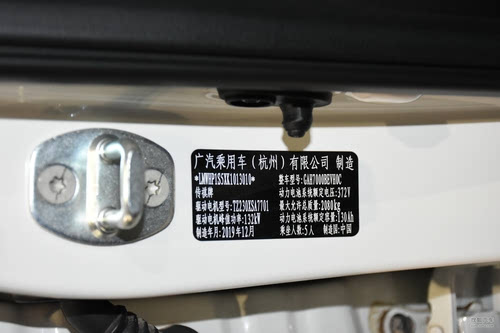 广汽乘用车(杭州)有限公司 制造
*LMWHP1S5XK1013010* 整车型号:GAH7000BEVH0C
传祺牌 动力电池系统额定电压:372V
驱动电机型号:TZ230XSA7701 最大允许总质量:2080kg
驱动电机峰值功率:132kW 动力电池系统额定容量:130Ah
制造年月:2019年12月 乘坐人数:5人 制造国:中国